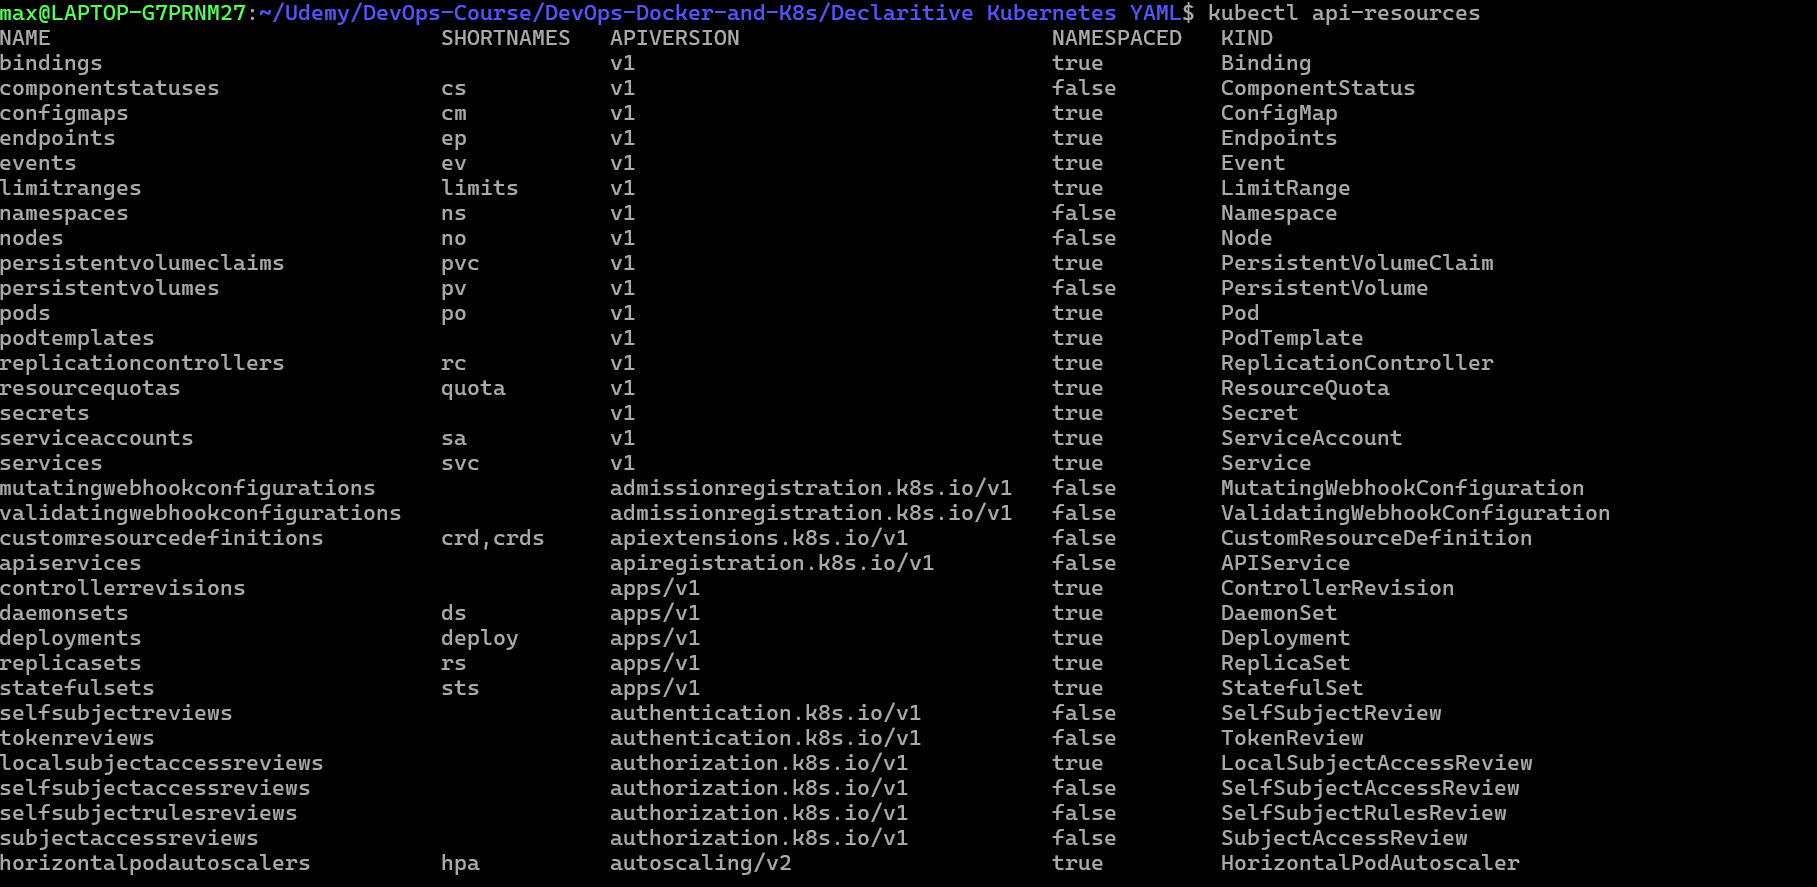 max@LAPTOP-G7PRNM27:~/Udemy/DevOps-Course/DevOps-Docker-and-K8s/Declaritive Kubernetes YAML$ kubectl api-resources
NAME SHORTNAMES APIVERSION NAMESPACED KIND
bindings v1 true Binding
componentstatuses cs v1 false ComponentStatus
configmaps cm v1 true ConfigMap
endpoints ep v1 true Endpoints
events ev v1 true Event
limitranges limits v1 true LimitRange
namespaces ns v1 false Namespace
nodes no v1 false Node
persistentvolumeclaims pvc v1 true PersistentVolumeClaim
persistentvolumes pv v1 false PersistentVolume
pods po v1 true Pod
podtemplates v1 true PodTemplate
replicationcontrollers rc v1 true ReplicationController
resourcequotas quota v1 true ResourceQuota
secrets v1 true Secret
serviceaccounts sa v1 true ServiceAccount
services svc v1 true Service
mutatingwebhookconfigurations admissionregistration.k8s.io/v1 false MutatingWebhookConfiguration
validatingwebhookconfigurations admissionregistration.k8s.io/v1 false ValidatingWebhookConfiguration
customresourcedefinitions crd,crds apiextensions.k8s.io/v1 false CustomResourceDefinition
apiservices apiregistration.k8s.io/v1 false APIService
controllerrevisions apps/v1 true ControllerRevision
daemonsets ds apps/v1 true DaemonSet
deployments deploy apps/v1 true Deployment
replicasets rs apps/v1 true ReplicaSet
statefulsets sts apps/v1 true StatefulSet
selfsubjectreviews authentication.k8s.io/v1 false SelfSubjectReview
tokenreviews authentication.k8s.io/v1 false TokenReview
localsubjectaccessreviews authorization.k8s.io/v1 true LocalSubjectAccessReview
selfsubjectaccessreviews authorization.k8s.io/v1 false SelfSubjectAccessReview
selfsubjectrulesreviews authorization.k8s.io/v1 false SelfSubjectRulesReview
subjectaccessreviews authorization.k8s.io/v1 false SubjectAccessReview
horizontalpodautoscalers hpa autoscaling/v2 true HorizontalPodAutoscaler